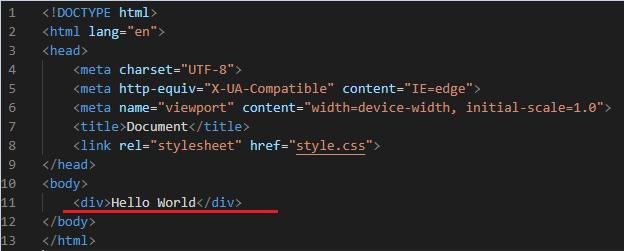 1 <!DOCTYPE html>
2 <html lang="en">
3 <head>
4     <meta charset="UTF-8">
5     <meta http-equiv="X-UA-Compatible" content="IE=edge">
6     <meta name="viewport" content="width=device-width, initial-scale=1.0">
7     <title>Document</title>
8     <link rel="stylesheet" href="style.css">
9 </head>
10 <body>
11     <div>Hello World</div>
12 </body>
13 </html>